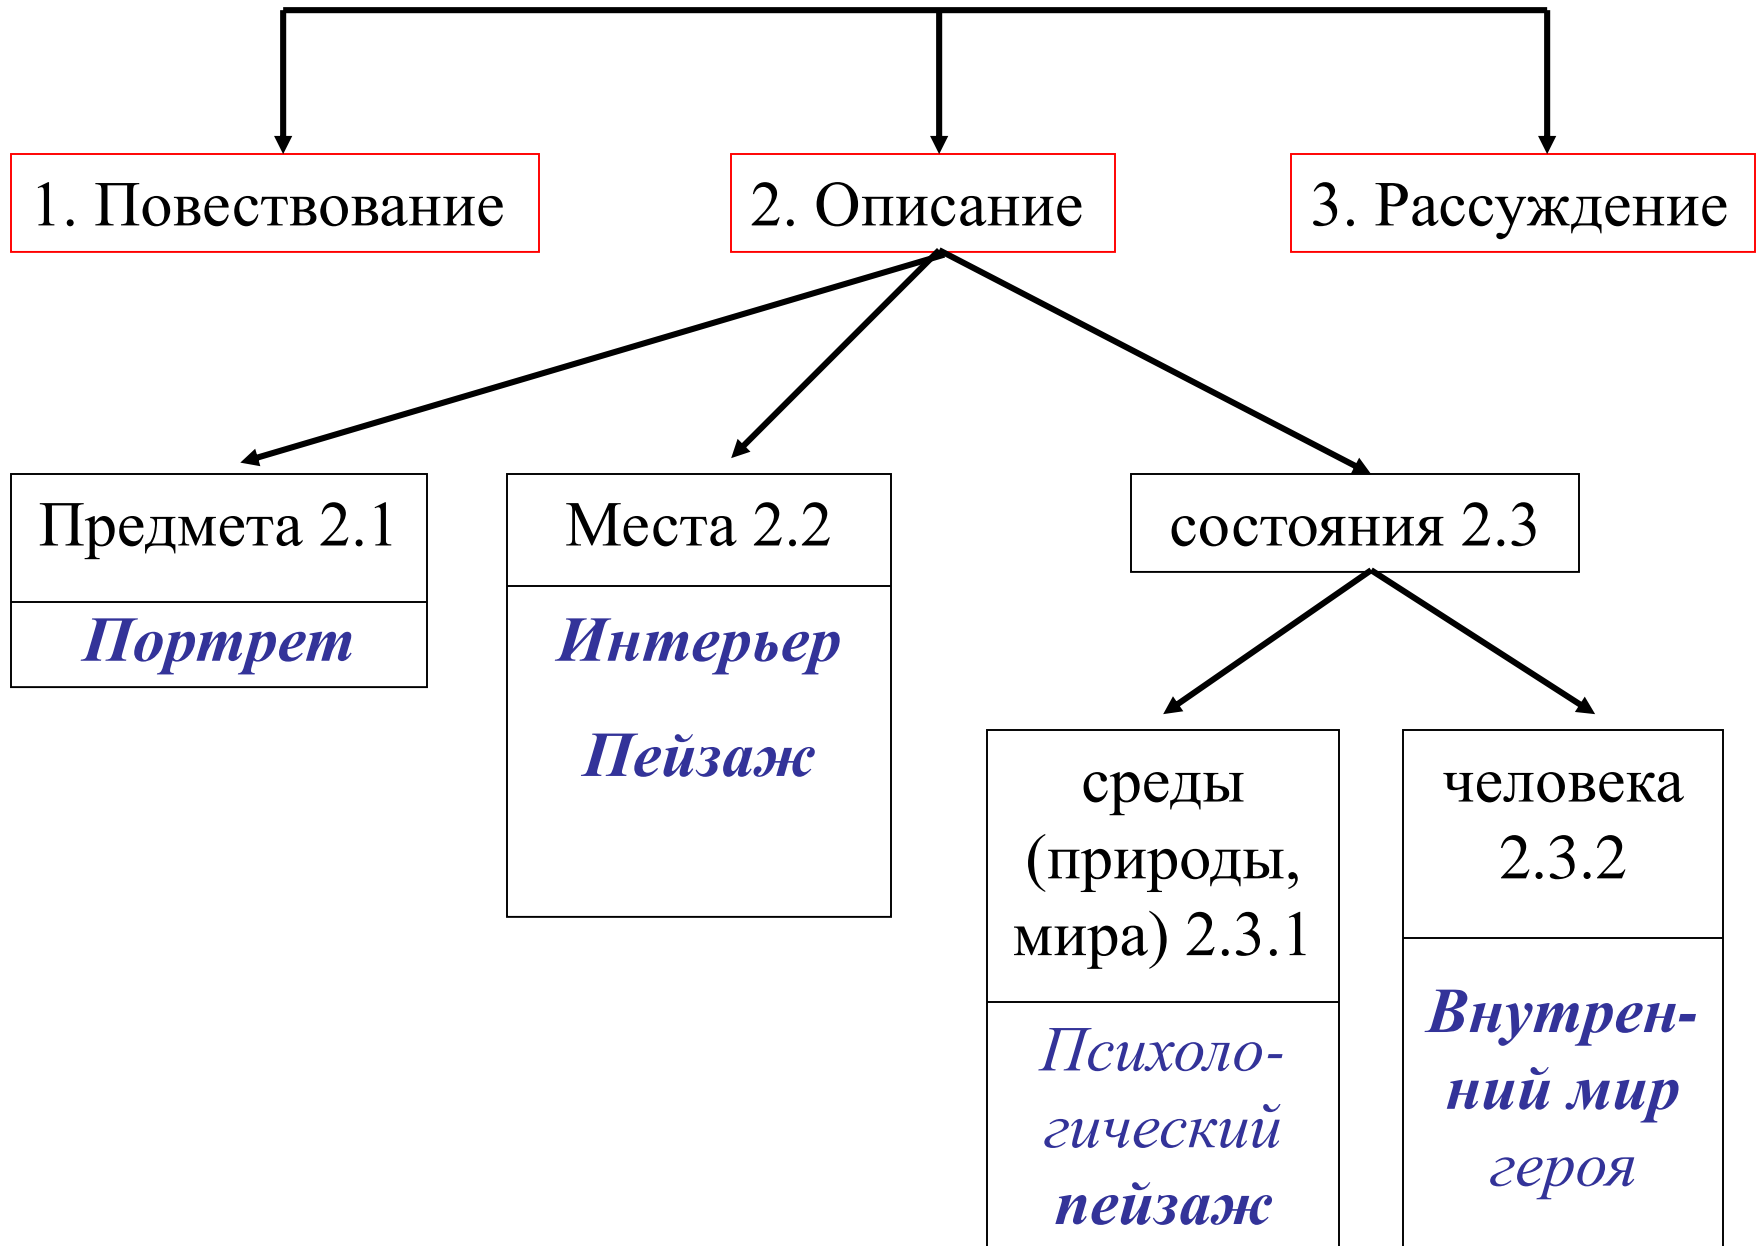 1. Повествование
2. Описание
3. Рассуждение
Предмета 2.1
Портрет
Места 2.2
Интерьер
Пейзаж
состояния 2.3
среды
(природы,
мира) 2.3.1
Психоло-
гический
пейзаж
человека
2.3.2
Внутрен-
ний мир
героя